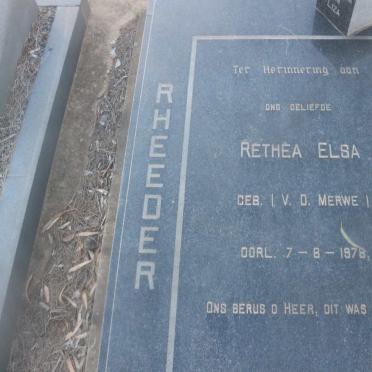 LIZA
RHEEDER
Ter Herinnering aan
ONS GELIEFDE
RETHEA ELSA
GEB. (V. D. MERWE)
OORL. 7-8-1978,
ONS BERUS O HEER, DIT WAS